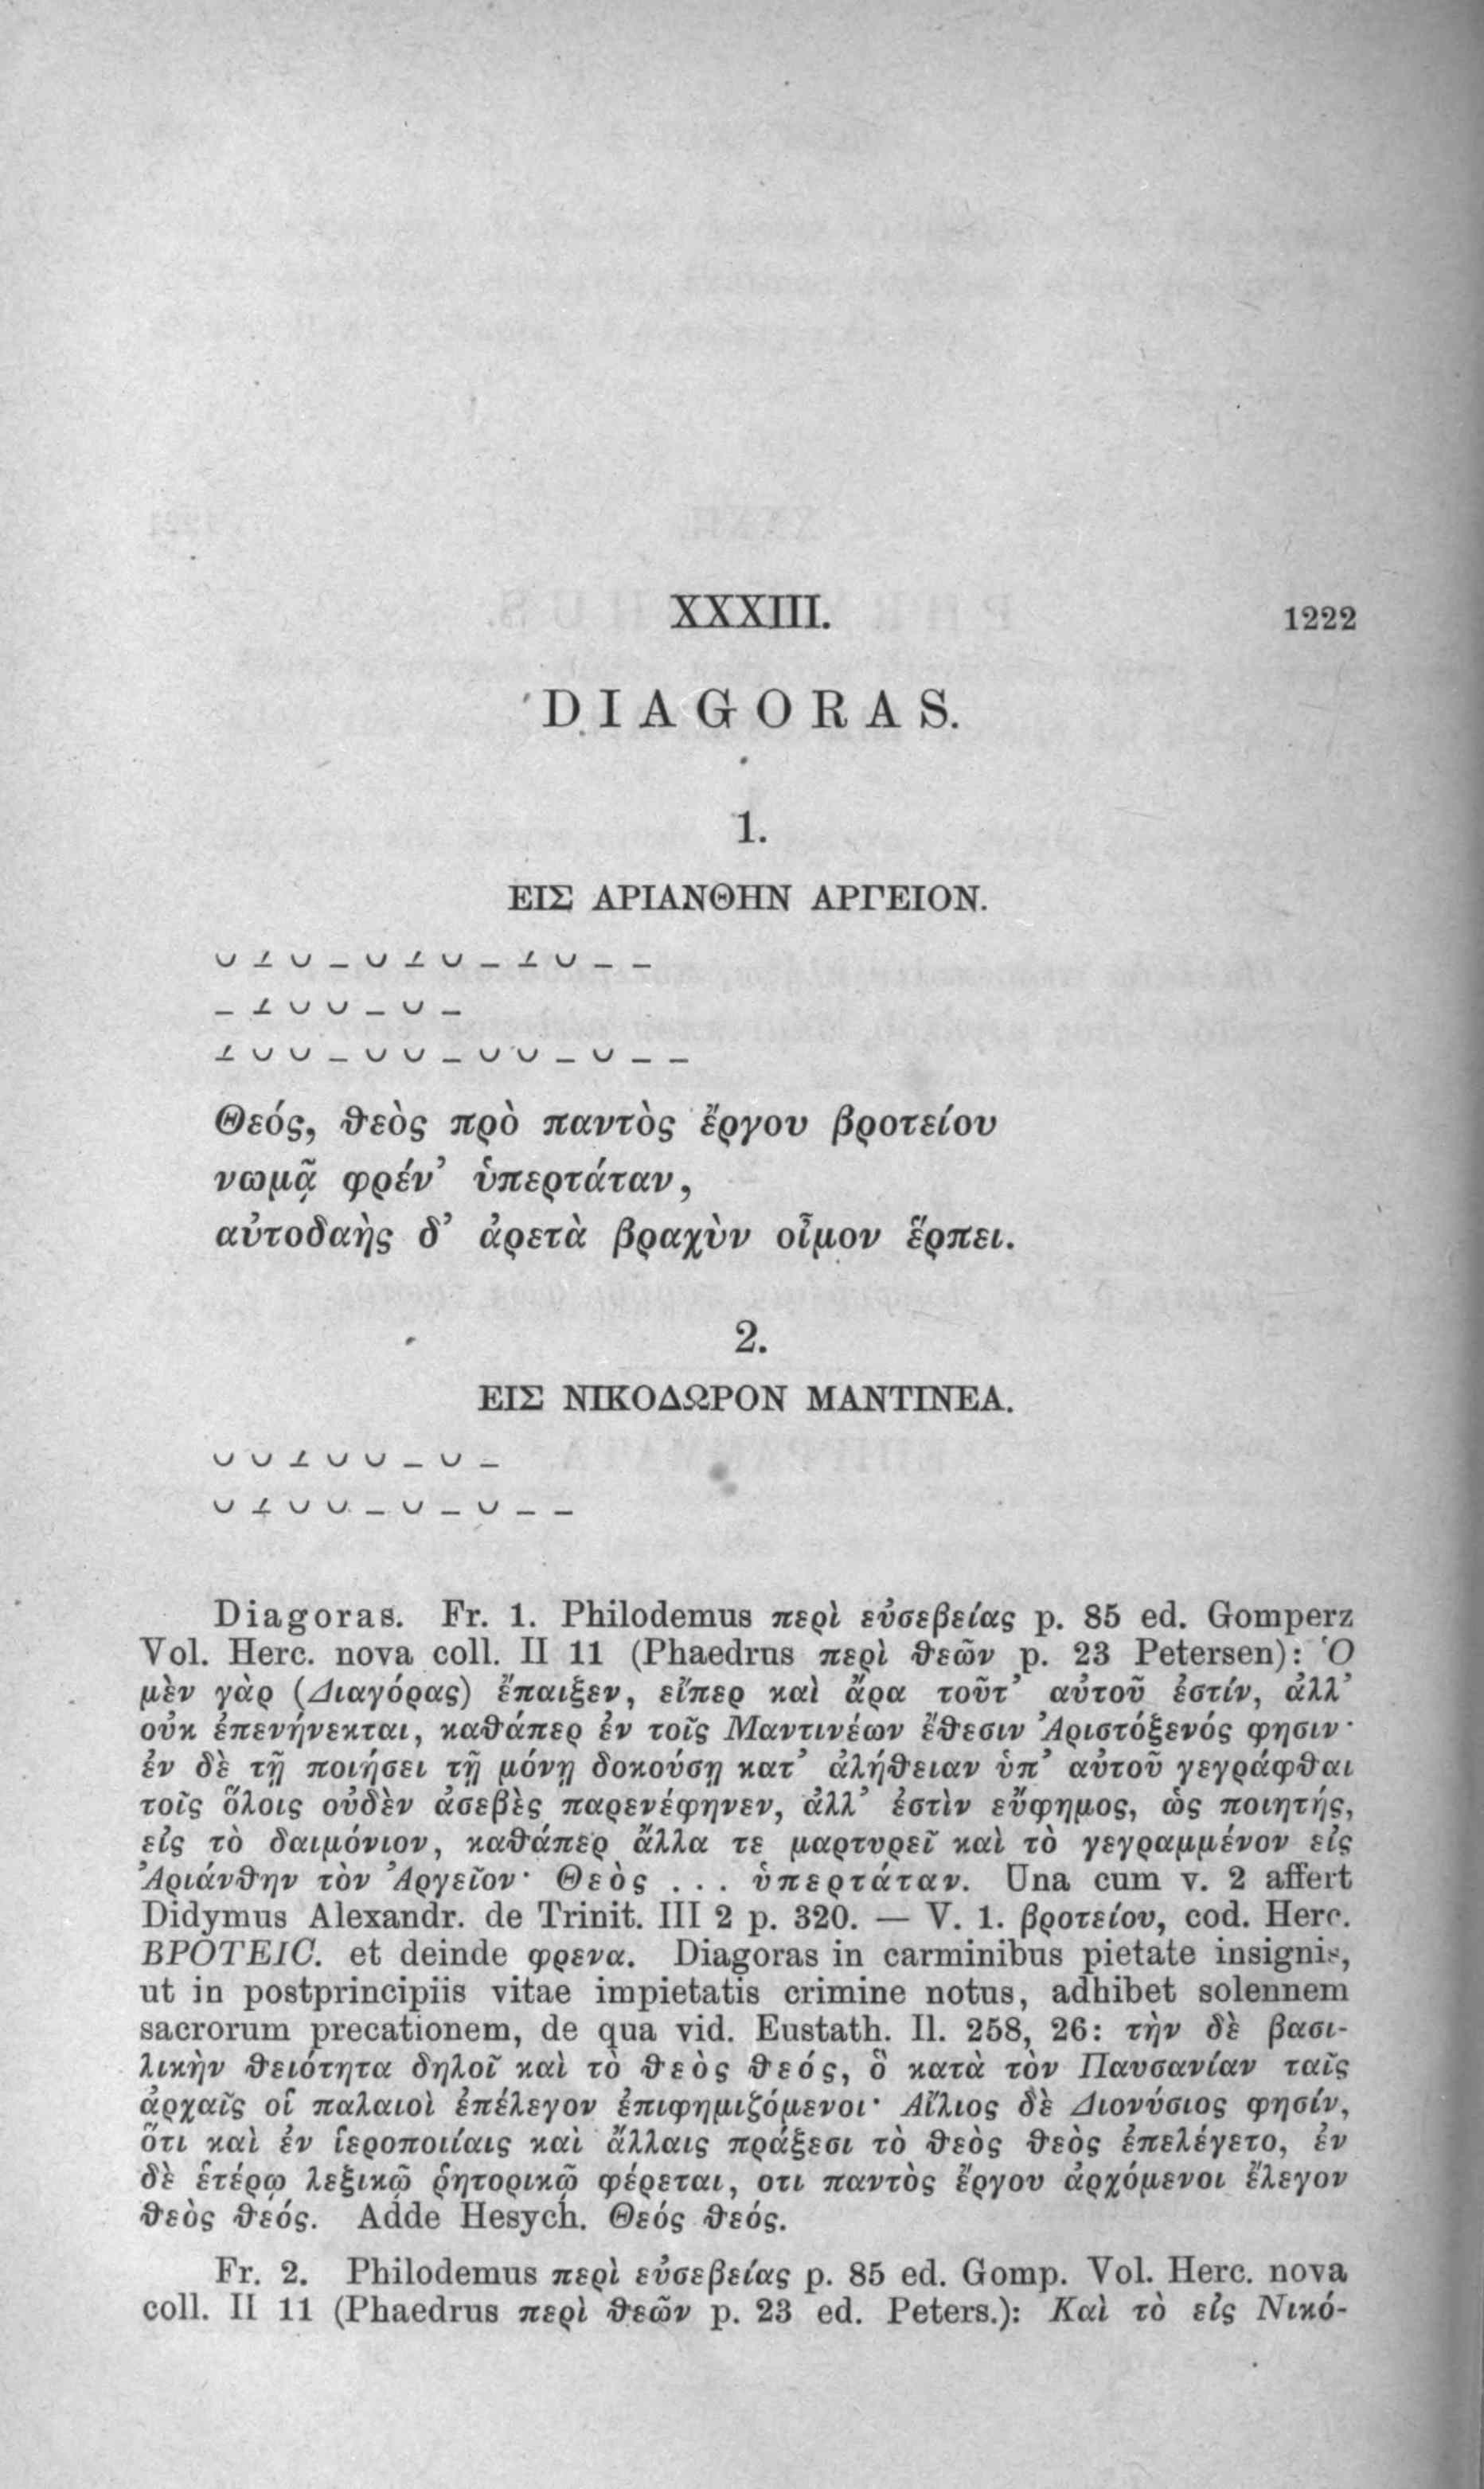 XXXIII. 1222
DIAGORAS.
1.
ΕΙΣ ΑΡΙΑΝΘΗΝ ΑΡΓΕΙΟΝ.
⏑ ⏌́ ⏑ – ⏑ ⏌́ ⏑ – ⏌́ ⏑ – –
– ⏌́ ⏑ ⏑ – ⏑ –
⏌́ ⏑ ⏑ – ⏑ ⏑ – ⏑ ⏑ – ⏑ – –
Θεός, θεὸς πρὸ παντὸς ἔργου βροτείου
νωμᾷ φρέν’ ὑπερτάταν,
αὐτοδαὴς δ’ ἀρετὰ βραχὺν οἶμον ἕρπει.
2.
ΕΙΣ ΝΙΚΟΔΩΡΟΝ ΜΑΝΤΙΝΕΑ.
⏑ ⏑ ⏌́ ⏑ ⏑ – ⏑ –
⏑ ⏌́ ⏑ ⏑ – ⏑ – ⏑ – –
Diagoras. Fr. 1. Philodemus περὶ εὐσεβείας p. 85 ed. Gomperz
Vol. Herc. nova coll. II 11 (Phaedrus περὶ θεῶν p. 23 Petersen): Ὁ
μὲν γὰρ (Διαγόρας) ἔπαιξεν, εἴπερ καὶ ἄρα τοῦτ’ αὐτοῦ ἐστίν, ἀλλ’
οὐκ ἐπενήνεκται, καθάπερ ἐν τοῖς Μαντινέων ἔθεσιν Ἀριστόξενός φησιν·
ἐν δὲ τῇ ποιήσει τῇ μόνῃ δοκούσῃ κατ’ ἀλήθειαν ὑπ’ αὐτοῦ γεγράφθαι
τοῖς ὅλοις οὐδὲν ἀσεβὲς παρενέφηνεν, ἀλλ’ ἐστὶν εὔφημος, ὡς ποιητής,
εἰς τὸ δαιμόνιον, καθάπερ ἄλλα τε μαρτυρεῖ καὶ τὸ γεγραμμένον εἰς
Ἀριάνθην τὸν Ἀργεῖον· Θεὸς . . . ὑπερτάταν. Una cum v. 2 affert
Didymus Alexandr. de Trinit. III 2 p. 320. — V. 1. βροτείου, cod. Herc.
ΒΡΟΤΕΙC. et deinde φρενα. Diagoras in carminibus pietate insignis,
ut in postprincipiis vitae impietatis crimine notus, adhibet solennem
sacrorum precationem, de qua vid. Eustath. Il. 258, 26: τὴν δὲ βασι-
λικὴν θειότητα δηλοῖ καὶ τὸ θεὸς θεός, ὃ κατὰ τὸν Παυσανίαν ταῖς
ἀρχαῖς οἱ παλαιοὶ ἐπέλεγον ἐπιφημιζόμενοι· Αἴλιος δὲ Διονύσιος φησίν,
ὅτι καὶ ἐν ἱεροποιίαις καὶ ἄλλαις πράξεσι τὸ θεὸς θεὸς ἐπελέγετο, ἐν
δὲ ἑτέρῳ λεξικῷ ῥητορικῷ φέρεται, οτι παντὸς ἔργου ἀρχόμενοι ἔλεγον
θεὸς θεός. Adde Hesych. Θεός θεός.
Fr. 2. Philodemus περὶ εὐσεβείας p. 85 ed. Gomp. Vol. Herc. nova
coll. II 11 (Phaedrus περὶ θεῶν p. 23 ed. Peters.): Καὶ τὸ εἰς Νικό-